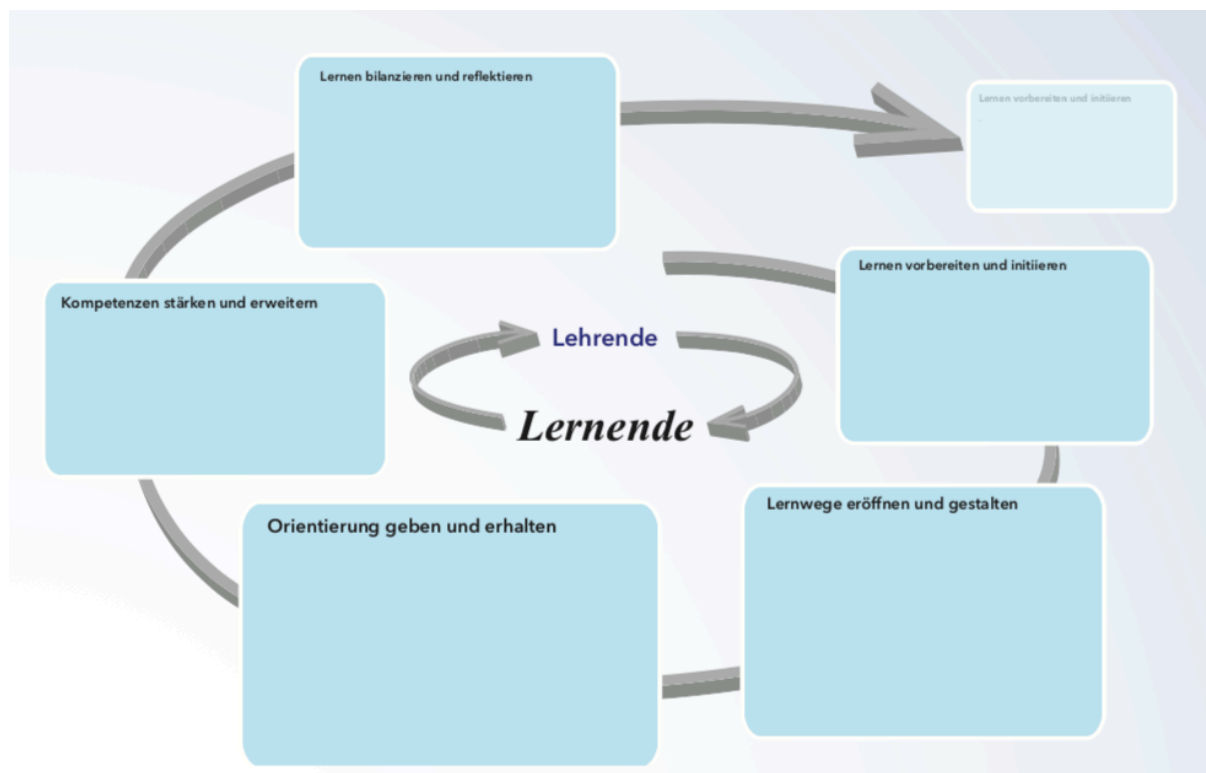 Lernen bilanzieren und reflektieren
Lernen vorbereiten und initiieren
Lernen vorbereiten und initiieren
Kompetenzen stärken und erweitern
Lehrende
Lernende
Lernwege eröffnen und gestalten
Orientierung geben und erhalten